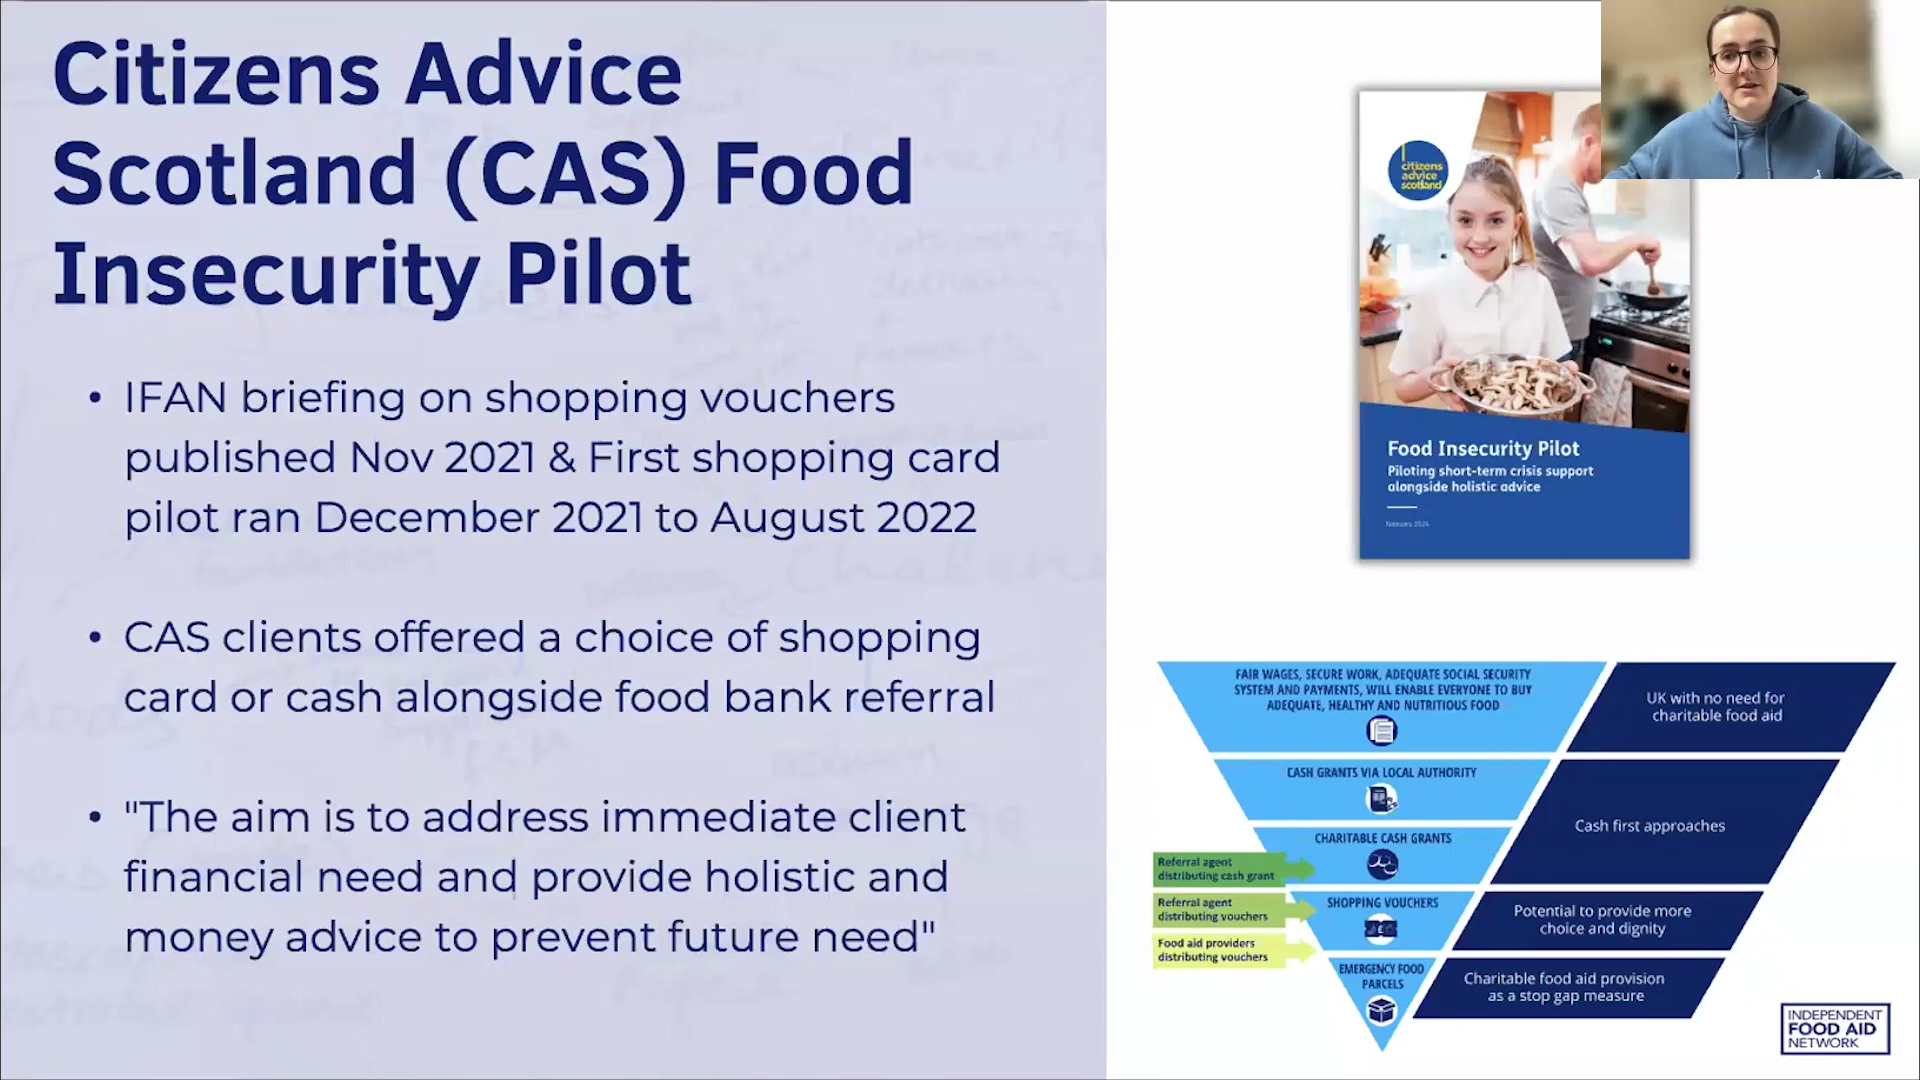 Citizens Advice
Scotland (CAS) Food
Insecurity Pilot
• IFAN briefing on shopping vouchers
published Nov 2021 & First shopping card
pilot ran December 2021 to August 2022
• CAS clients offered a choice of shopping
card or cash alongside food bank referral
• "The aim is to address immediate client
financial need and provide holistic and
money advice to prevent future need"
citizens
advice
scotland
Food Insecurity Pilot
Piloting short-term crisis support
alongside holistic advice
FAIR WAGES, SECURE WORK, ADEQUATE SOCIAL SECURITY
SYSTEM AND PAYMENTS, WILL ENABLE EVERYONE TO BUY
ADEQUATE, HEALTHY AND NUTRITIOUS FOOD
UK with no need for
charitable food aid
CASH GRANTS VIA LOCAL AUTHORITY
CHARITABLE CASH GRANTS
Cash first approaches
Referral agent
distributing cash grant
Referral agent
distributing vouchers
Food aid providers
distributing vouchers
SHOPPING VOUCHERS
Potential to provide more
choice and dignity
EMERGENCY FOOD
PARCELS
Charitable food aid provision
as a stop gap measure
INDEPENDENT
FOOD AID
NETWORK